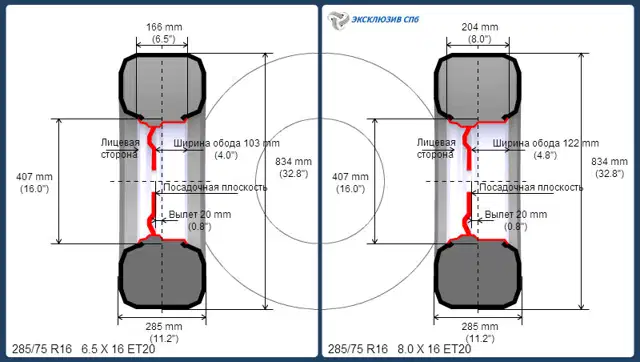 166 mm
(6.5")
Лицевая
сторона
Ширина обода 103 mm
(4.0")
407 mm
(16.0")
834 mm
(32.8")
Посадочная плоскость
Вылет 20 mm
(0.8")
285 mm
(11.2")
285/75 R16 6.5 X 16 ET20
ЭКСКЛЮЗИВ СПб
204 mm
(8.0")
Лицевая
сторона
Ширина обода 122 mm
(4.8")
407 mm
(16.0")
834 mm
(32.8")
Посадочная плоскость
Вылет 20 mm
(0.8")
285 mm
(11.2")
285/75 R16 8.0 X 16 ET20